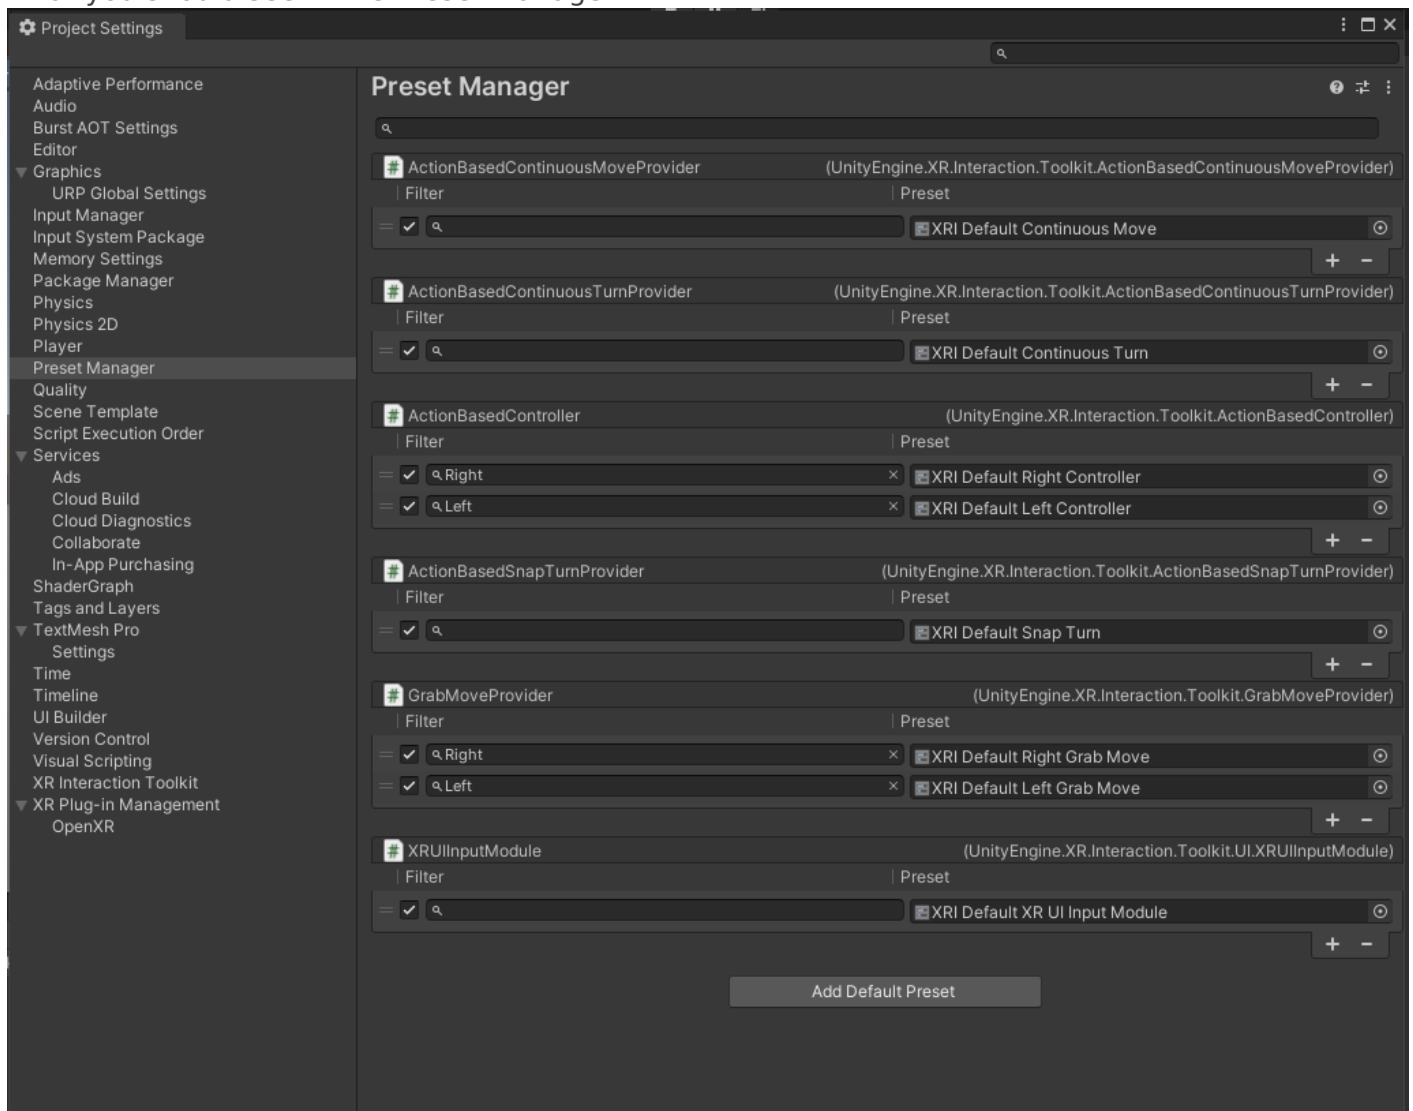 Project Settings
Adaptive Performance
Audio
Burst AOT Settings
Editor
Graphics
URP Global Settings
Input Manager
Input System Package
Memory Settings
Package Manager
Physics
Physics 2D
Player
Preset Manager
Quality
Scene Template
Script Execution Order
Services
Ads
Cloud Build
Cloud Diagnostics
Collaborate
In-App Purchasing
ShaderGraph
Tags and Layers
TextMesh Pro
Settings
Time
Timeline
UI Builder
Version Control
Visual Scripting
XR Interaction Toolkit
XR Plug-in Management
OpenXR
Preset Manager
ActionBasedContinuousMoveProvider (UnityEngine.XR.Interaction.Toolkit.ActionBasedContinuousMoveProvider)
Filter Preset
XRI Default Continuous Move
ActionBasedContinuousTurnProvider (UnityEngine.XR.Interaction.Toolkit.ActionBasedContinuousTurnProvider)
Filter Preset
XRI Default Continuous Turn
ActionBasedController (UnityEngine.XR.Interaction.Toolkit.ActionBasedController)
Filter Preset
Right XRI Default Right Controller
Left XRI Default Left Controller
ActionBasedSnapTurnProvider (UnityEngine.XR.Interaction.Toolkit.ActionBasedSnapTurnProvider)
Filter Preset
XRI Default Snap Turn
GrabMoveProvider (UnityEngine.XR.Interaction.Toolkit.GrabMoveProvider)
Filter Preset
Right XRI Default Right Grab Move
Left XRI Default Left Grab Move
XRUIInputModule (UnityEngine.XR.Interaction.Toolkit.UI.XRUIInputModule)
Filter Preset
XRI Default XR UI Input Module
Add Default Preset